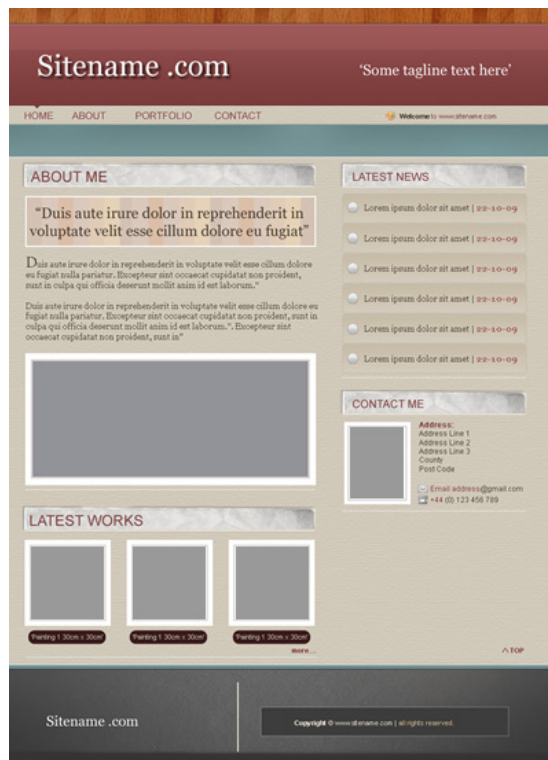 Sitename .com
‘Some tagline text here’
HOME ABOUT PORTFOLIO CONTACT
Welcome to www.sitename.com
ABOUT ME
“Duis aute irure dolor in reprehenderit in
voluptate velit esse cillum dolore eu fugiat”
Duis aute irure dolor in reprehenderit in voluptate velit esse cillum dolore
eu fugiat nulla pariatur. Excepteur sint occaecat cupidatat non proident,
sunt in culpa qui officia deserunt mollit anim id est laborum."
Duis aute irure dolor in reprehenderit in voluptate velit esse cillum dolore eu
fugiat nulla pariatur. Excepteur sint occaecat cupidatat non proident, sunt in
culpa qui officia deserunt mollit anim id est laborum.". Excepteur sint
occaecat cupidatat non proident, sunt in"
LATEST WORKS
'Painting 1 30cm x 30cm'
'Painting 1 30cm x 30cm'
'Painting 1 30cm x 30cm'
more...
LATEST NEWS
Lorem ipsum dolor sit amet | 22-10-09
Lorem ipsum dolor sit amet | 22-10-09
Lorem ipsum dolor sit amet | 22-10-09
Lorem ipsum dolor sit amet | 22-10-09
Lorem ipsum dolor sit amet | 22-10-09
Lorem ipsum dolor sit amet | 22-10-09
CONTACT ME
Address:
Address Line 1
Address Line 2
Address Line 3
County
Post Code
Email address@gmail.com
+44 (0) 123 456 789
TOP
Sitename .com
Copyright © www.sitename.com | all rights reserved.